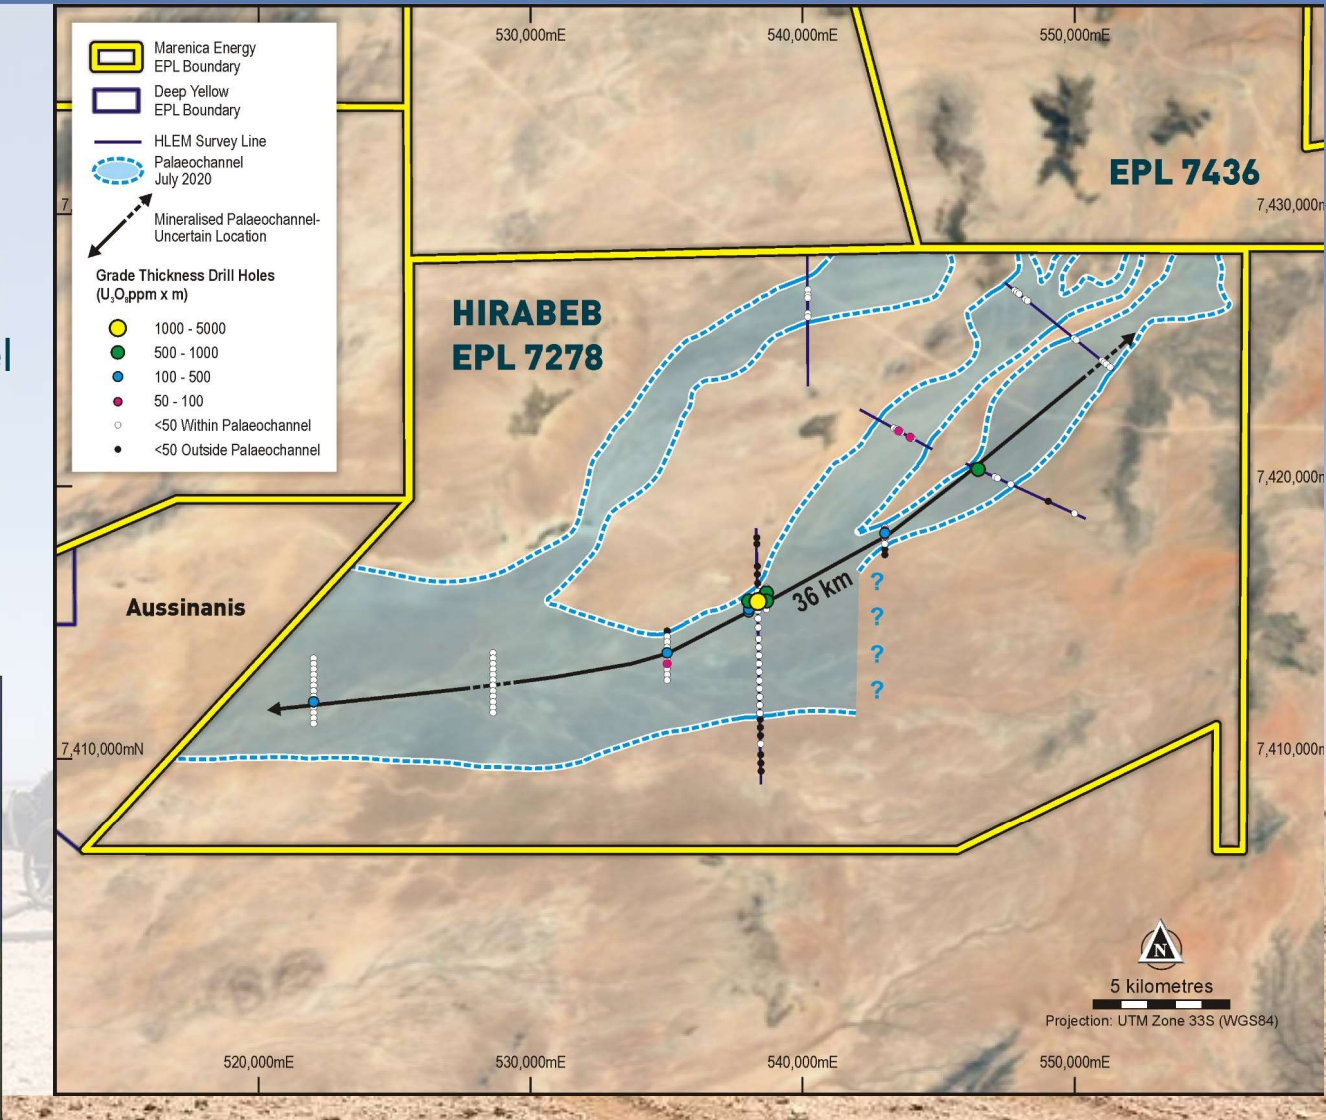 530,000mE
540,000mE
550,000mE
Marenica Energy
EPL Boundary
Deep Yellow
EPL Boundary
HLEM Survey Line
Palaeochannel
July 2020
Mineralised Palaeochannel-
Uncertain Location
Grade Thickness Drill Holes
(U₃O₈ppm x m)
1000 - 5000
500 - 1000
100 - 500
50 - 100
<50 Within Palaeochannel
<50 Outside Palaeochannel
EPL 7436
7,430,000m
HIRABEB
EPL 7278
7,420,000m
Aussinanis
36 km
?
?
?
?
7,410,000mN
7,410,000m
N
5 kilometres
Projection: UTM Zone 33S (WGS84)
520,000mE
530,000mE
540,000mE
550,000mE